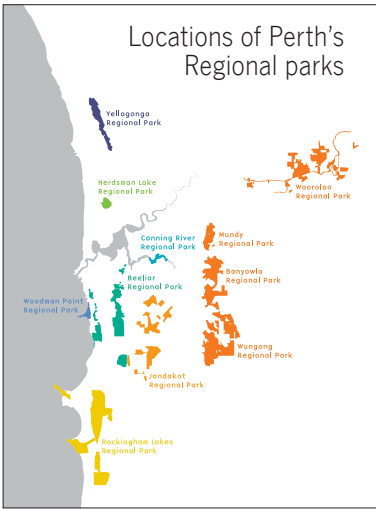 Locations of Perth's
Regional parks
Yellagonga
Regional Park
Wooroloo
Regional Park
Herdsman Lake
Regional Park
Canning River
Regional Park
Mundy
Regional Park
Banyowla
Regional Park
Beeliar
Regional Park
Woodman Point
Regional Park
Wungong
Regional Park
Jandakot
Regional Park
Rockingham Lakes
Regional Park